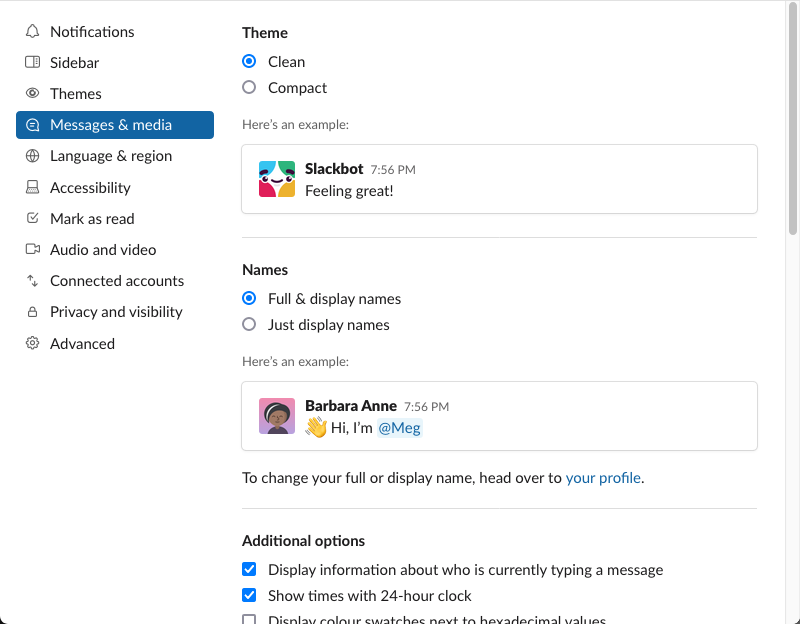 Notifications
Sidebar
Themes
Messages & media
Language & region
Accessibility
Mark as read
Audio and video
Connected accounts
Privacy and visibility
Advanced
Theme
Clean
Compact
Here's an example:
Slackbot 7:56 PM
Feeling great!
Names
Full & display names
Just display names
Here's an example:
Barbara Anne 7:56 PM
👋 Hi, I'm @Meg
To change your full or display name, head over to your profile.
Additional options
Display information about who is currently typing a message
Show times with 24-hour clock
Display colour swatches next to hexadecimal values